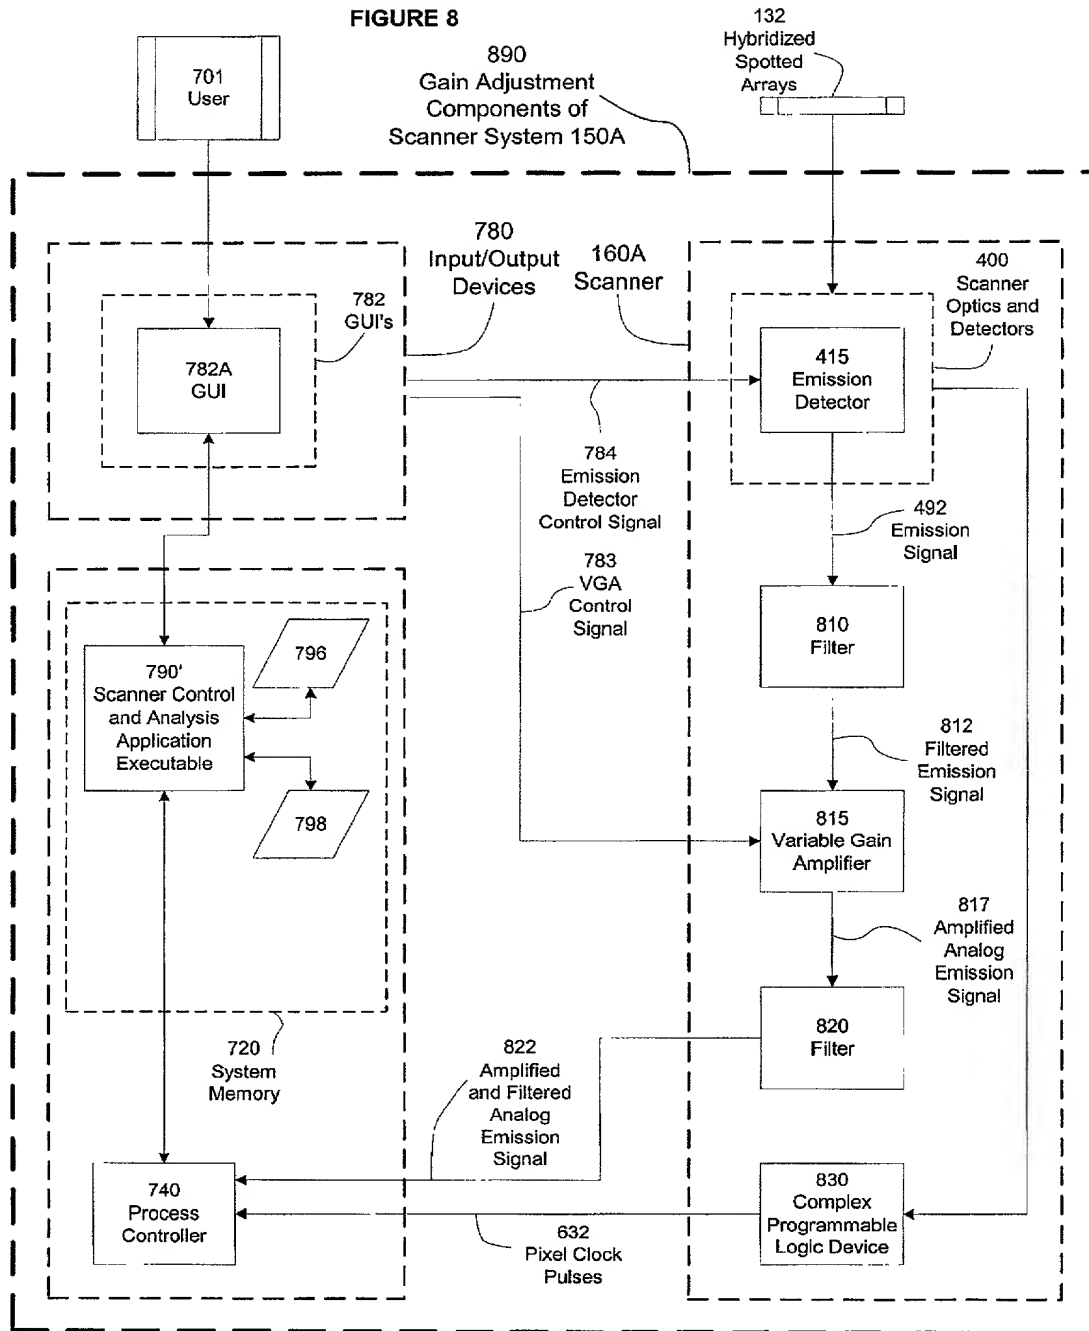 FIGURE 8
701
User
890
Gain Adjustment
Components of
Scanner System 150A
132
Hybridized
Spotted
Arrays
782A
GUI
782
GUI's
780
Input/Output
Devices
160A
Scanner
400
Scanner
Optics and
Detectors
415
Emission
Detector
784
Emission
Detector
Control Signal
492
Emission
Signal
783
VGA
Control
Signal
810
Filter
790'
Scanner Control
and Analysis
Application
Executable
796
798
812
Filtered
Emission
Signal
815
Variable Gain
Amplifier
817
Amplified
Analog
Emission
Signal
820
Filter
720
System
Memory
822
Amplified
and Filtered
Analog
Emission
Signal
740
Process
Controller
830
Complex
Programmable
Logic Device
632
Pixel Clock
Pulses